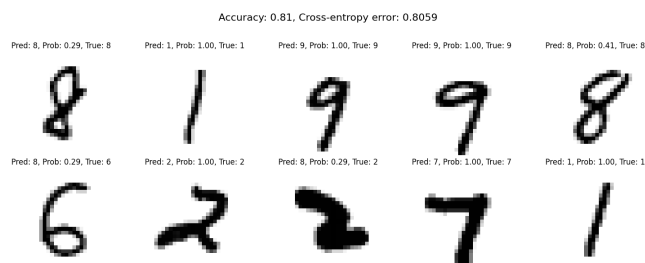 Accuracy: 0.81, Cross-entropy error: 0.8059
Pred: 8, Prob: 0.29, True: 8
Pred: 1, Prob: 1.00, True: 1
Pred: 9, Prob: 1.00, True: 9
Pred: 9, Prob: 1.00, True: 9
Pred: 8, Prob: 0.41, True: 8
8
1
9
9
8
Pred: 8, Prob: 0.29, True: 6
Pred: 2, Prob: 1.00, True: 2
Pred: 8, Prob: 0.29, True: 2
Pred: 7, Prob: 1.00, True: 7
Pred: 1, Prob: 1.00, True: 1
6
2
2
7
1